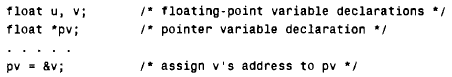 float u, v; /* floating-point variable declarations */
float *pv; /* pointer variable declaration */
. . . . .
pv = &v; /* assign v's address to pv */